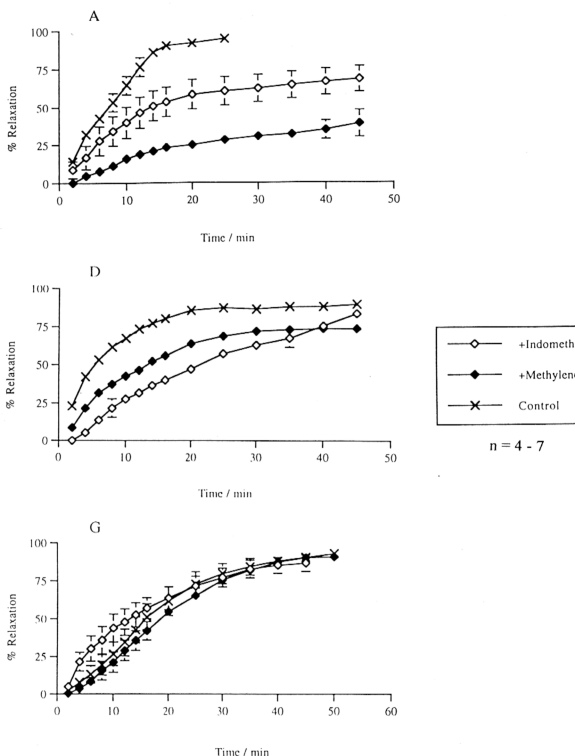 A
% Relaxation
100
75
50
25
0
0 10 20 30 40 50
Time / min
D
% Relaxation
100
75
50
25
0
0 10 20 30 40 50
Time / min
+Indometh
+Methylen
Control
n = 4 - 7
G
% Relaxation
100
75
50
25
0
0 10 20 30 40 50 60
Time / min